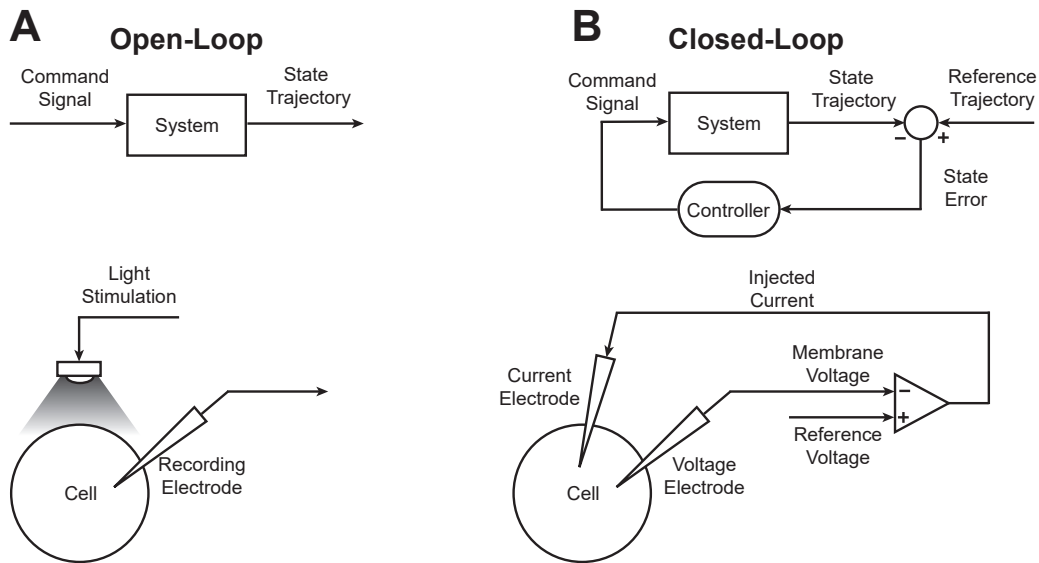 A
Open-Loop
Command
Signal
System
State
Trajectory
Light
Stimulation
Cell
Recording
Electrode
B
Closed-Loop
Command
Signal
System
State
Trajectory
Reference
Trajectory
−
+
State
Error
Controller
Injected
Current
Current
Electrode
Membrane
Voltage
−
+
Reference
Voltage
Cell
Voltage
Electrode